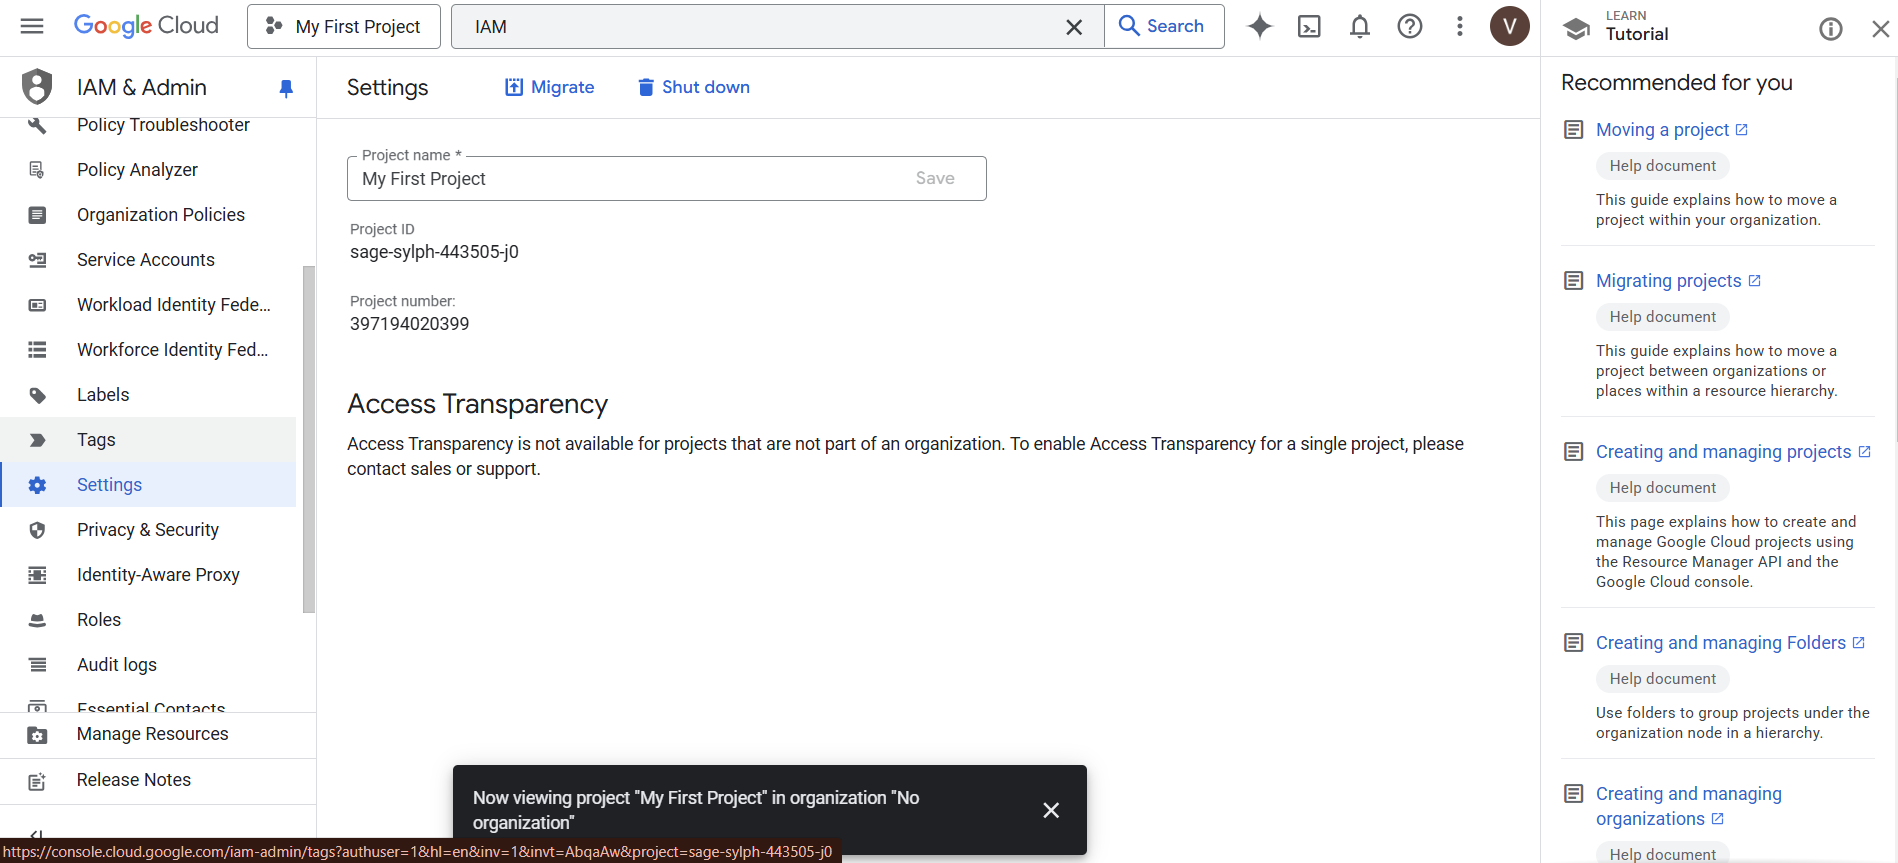 Google Cloud
My First Project
IAM
Search
V
LEARN
Tutorial
IAM & Admin
Policy Troubleshooter
Policy Analyzer
Organization Policies
Service Accounts
Workload Identity Fede...
Workforce Identity Fed...
Labels
Tags
Settings
Privacy & Security
Identity-Aware Proxy
Roles
Audit logs
Essential Contacts
Manage Resources
Release Notes
Settings
Migrate
Shut down
Project name *
My First Project
Save
Project ID
sage-sylph-443505-j0
Project number:
397194020399
Access Transparency
Access Transparency is not available for projects that are not part of an organization. To enable Access Transparency for a single project, please
contact sales or support.
Now viewing project "My First Project" in organization "No
organization"
https://console.cloud.google.com/iam-admin/tags?authuser=1&hl=en&inv=1&invt=AbqaAw&project=sage-sylph-443505-j0
Recommended for you
Moving a project
Help document
This guide explains how to move a
project within your organization.
Migrating projects
Help document
This guide explains how to move a
project between organizations or
places within a resource hierarchy.
Creating and managing projects
Help document
This page explains how to create and
manage Google Cloud projects using
the Resource Manager API and the
Google Cloud console.
Creating and managing Folders
Help document
Use folders to group projects under the
organization node in a hierarchy.
Creating and managing
organizations
Help document